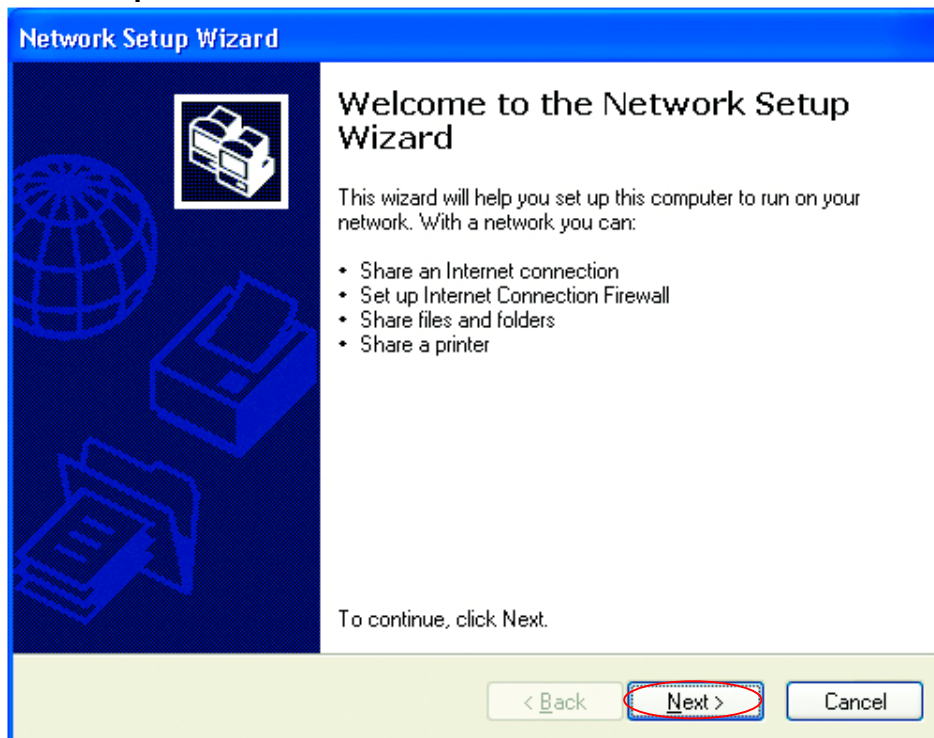 Network Setup Wizard
Welcome to the Network Setup
Wizard
This wizard will help you set up this computer to run on your
network. With a network you can:
• Share an Internet connection
• Set up Internet Connection Firewall
• Share files and folders
• Share a printer
To continue, click Next.
< Back Next > Cancel